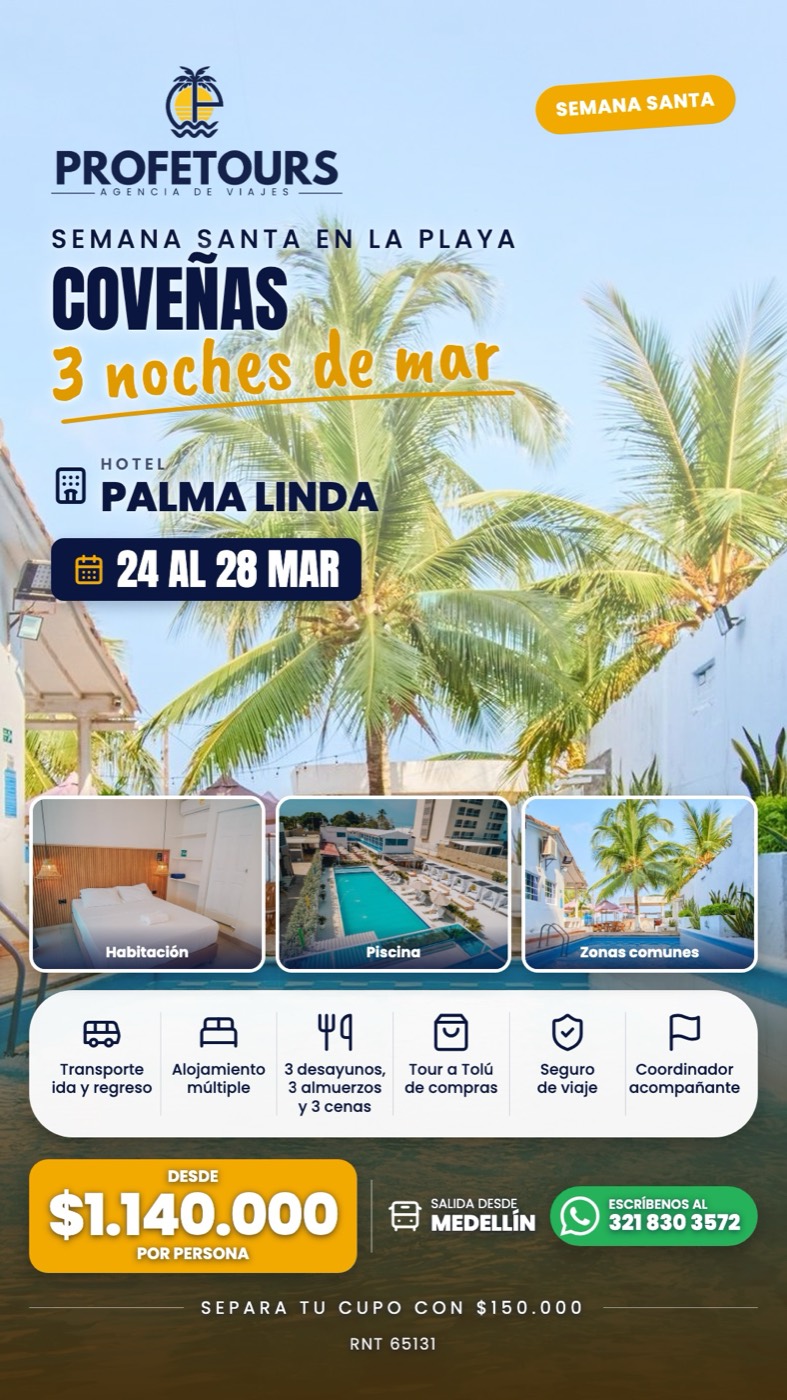 PROFETOURS
AGENCIA DE VIAJES
SEMANA SANTA
SEMANA SANTA EN LA PLAYA
COVEÑAS
3 noches de mar
HOTEL
PALMA LINDA
24 AL 28 MAR
Habitación
Piscina
Zonas comunes
Transporte
ida y regreso
Alojamiento
múltiple
3 desayunos,
3 almuerzos
y 3 cenas
Tour a Tolú
de compras
Seguro
de viaje
Coordinador
acompañante
DESDE
$1.140.000
POR PERSONA
SALIDA DESDE
MEDELLÍN
ESCRÍBENOS AL
321 830 3572
SEPARA TU CUPO CON $150.000
RNT 65131